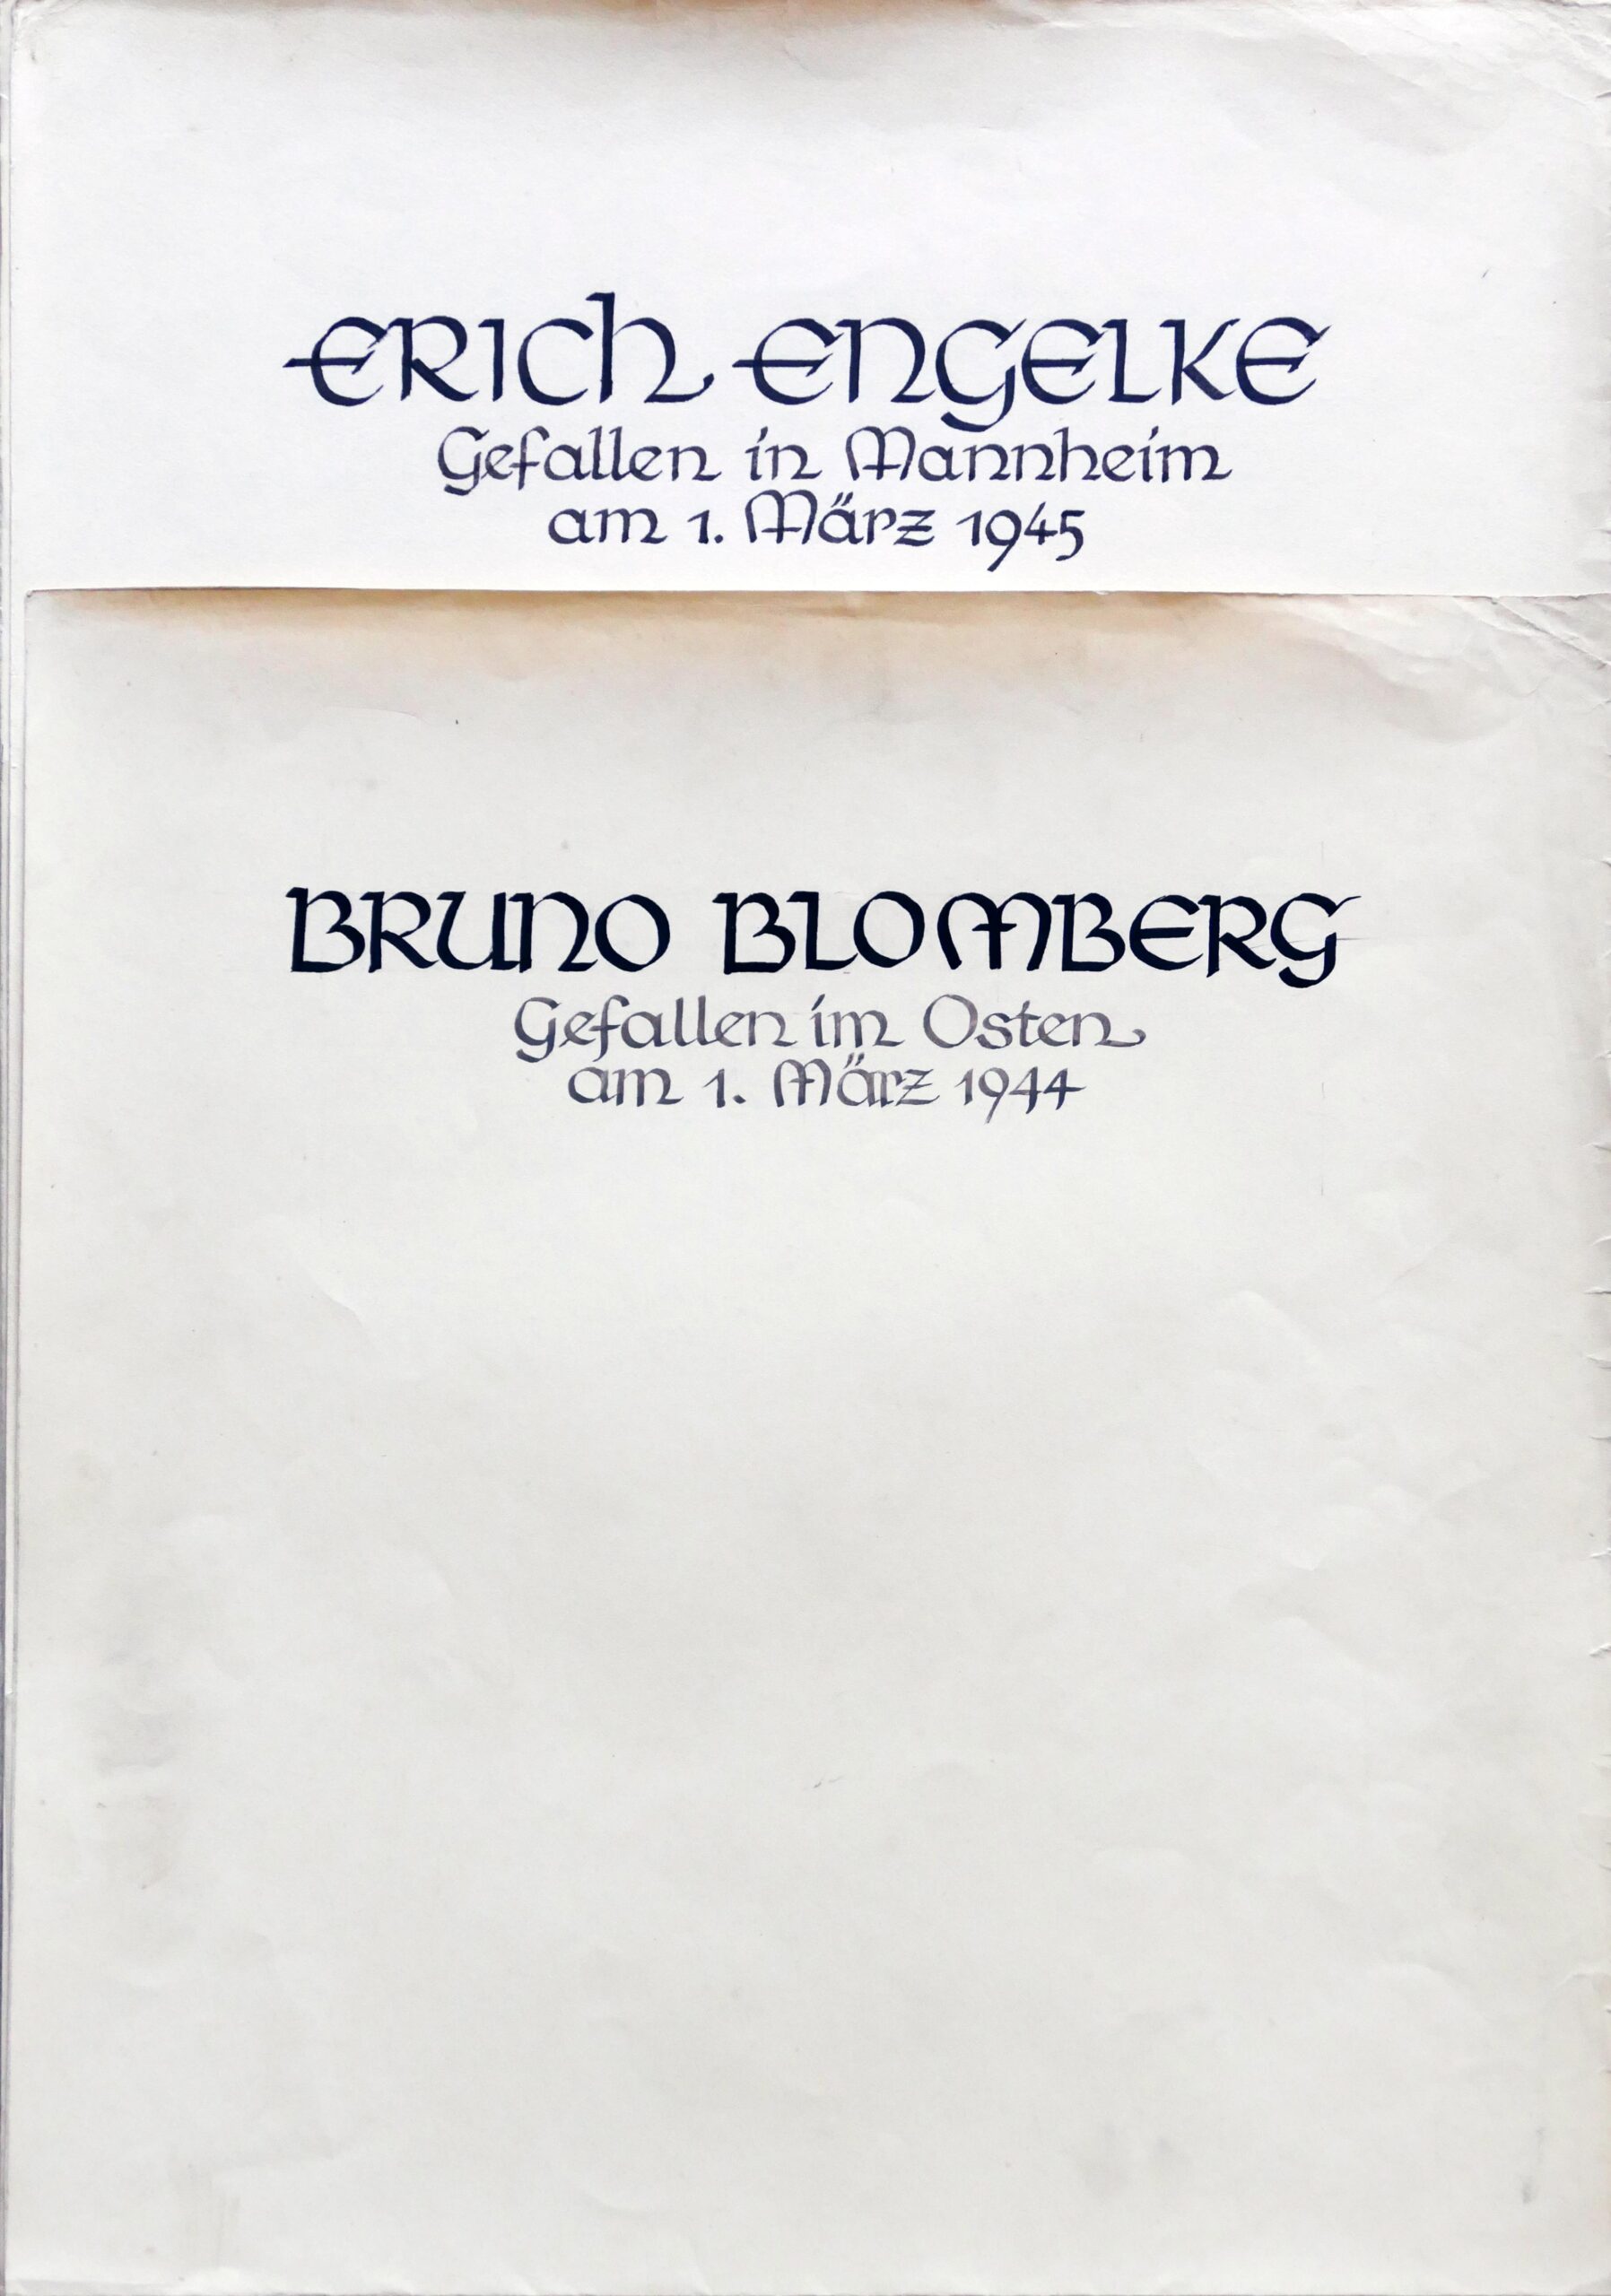 ERICh ENGELKE
Gefallen in Mannheim
am 1. März 1945
BRUNO BLOMBERG
Gefallen im Osten
am 1. März 1944